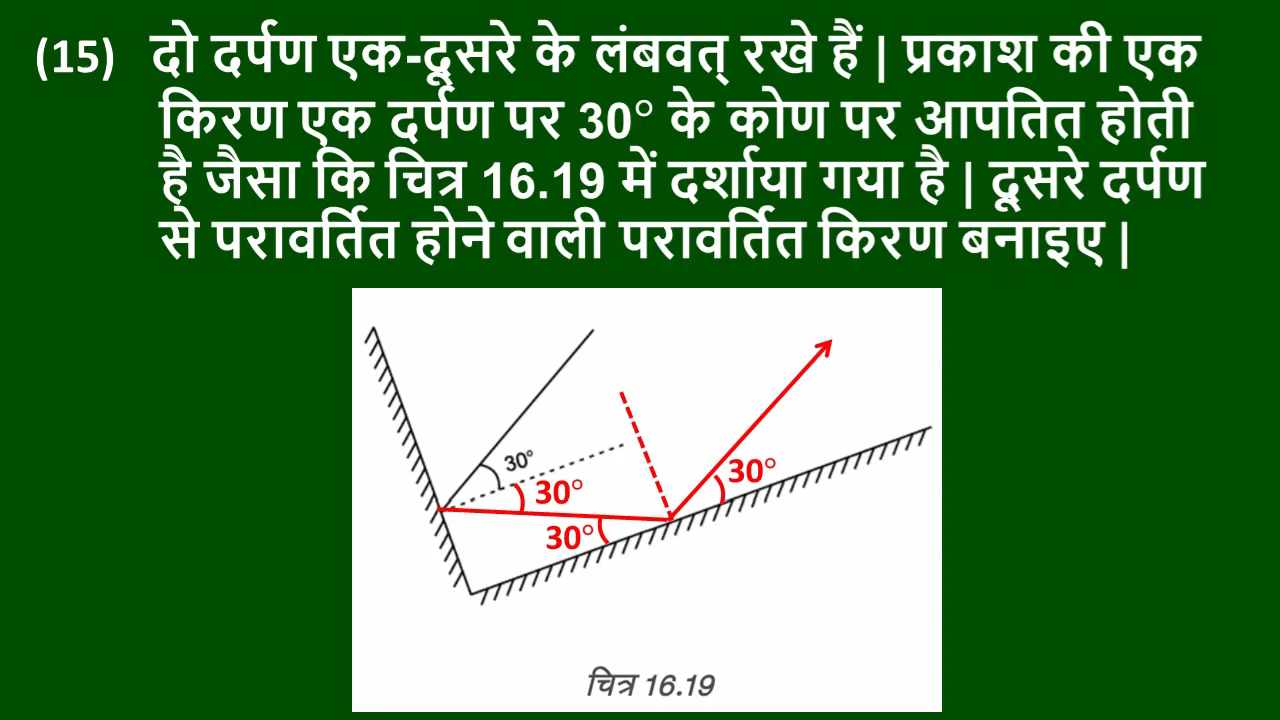 (15) दो दर्पण एक-दूसरे के लंबवत् रखे हैं | प्रकाश की एक
किरण एक दर्पण पर 30° के कोण पर आपतित होती
है जैसा कि चित्र 16.19 में दर्शाया गया है | दूसरे दर्पण
से परावर्तित होने वाली परावर्तित किरण बनाइए |
30°
30°
30°
30°
चित्र 16.19